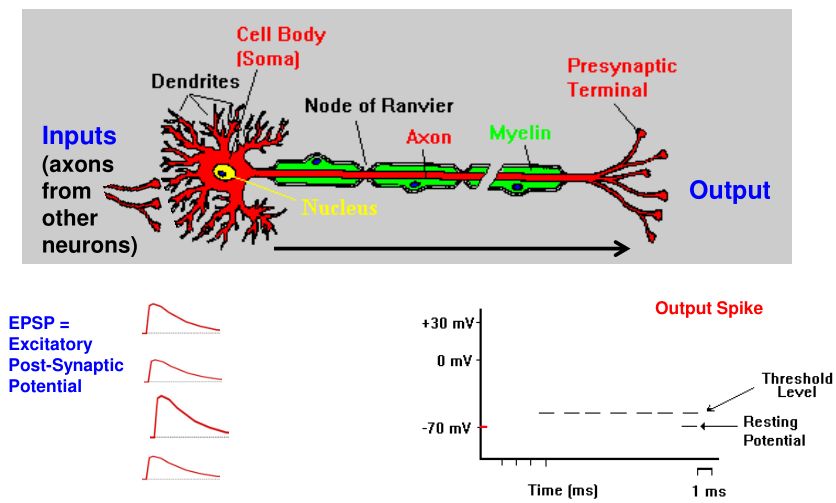 Cell Body
(Soma)
Dendrites
Presynaptic
Terminal
Node of Ranvier
Axon
Myelin
Inputs
(axons
from
other
neurons)
Nucleus
Output
EPSP =
Excitatory
Post-Synaptic
Potential
Output Spike
+30 mV
0 mV
-70 mV
Threshold
Level
Resting
Potential
Time (ms)
1 ms